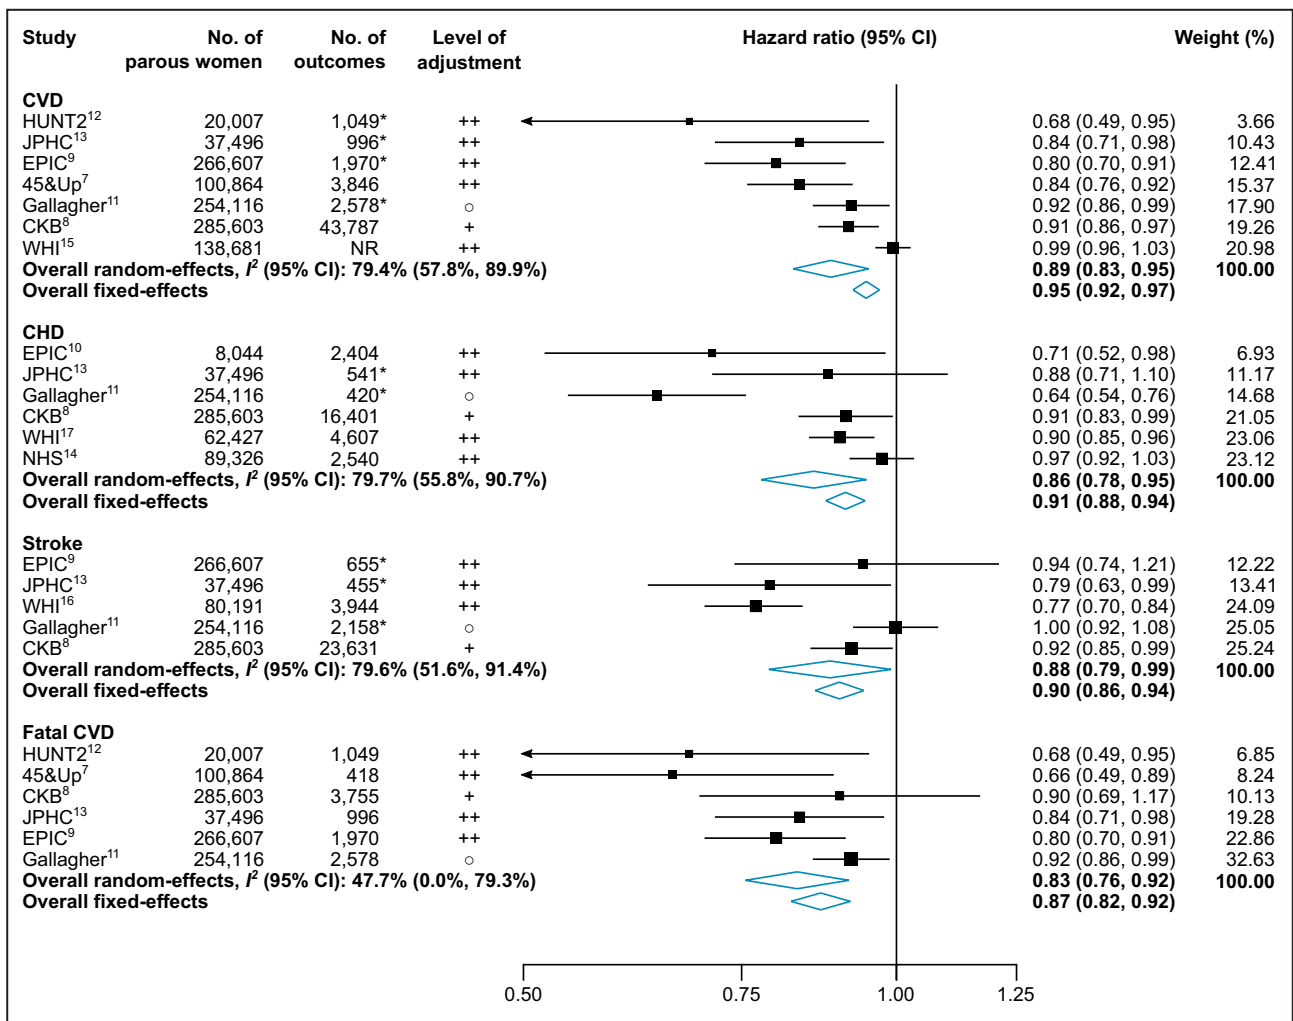 Study No. of parous women No. of outcomes Level of adjustment Hazard ratio (95% CI) Weight (%)
CVD
HUNT2¹² 20,007 1,049* ++ 0.68 (0.49, 0.95) 3.66
JPHC¹³ 37,496 996* ++ 0.84 (0.71, 0.98) 10.43
EPIC⁹ 266,607 1,970* ++ 0.80 (0.70, 0.91) 12.41
45&Up⁷ 100,864 3,846 ++ 0.84 (0.76, 0.92) 15.37
Gallagher¹¹ 254,116 2,578* ○ 0.92 (0.86, 0.99) 17.90
CKB⁸ 285,603 43,787 + 0.91 (0.86, 0.97) 19.26
WHI¹⁵ 138,681 NR ++ 0.99 (0.96, 1.03) 20.98
Overall random-effects, I² (95% CI): 79.4% (57.8%, 89.9%) 0.89 (0.83, 0.95) 100.00
Overall fixed-effects 0.95 (0.92, 0.97)
CHD
EPIC¹⁰ 8,044 2,404 ++ 0.71 (0.52, 0.98) 6.93
JPHC¹³ 37,496 541* ++ 0.88 (0.71, 1.10) 11.17
Gallagher¹¹ 254,116 420* ○ 0.64 (0.54, 0.76) 14.68
CKB⁸ 285,603 16,401 + 0.91 (0.83, 0.99) 21.05
WHI¹⁷ 62,427 4,607 ++ 0.90 (0.85, 0.96) 23.06
NHS¹⁴ 89,326 2,540 ++ 0.97 (0.92, 1.03) 23.12
Overall random-effects, I² (95% CI): 79.7% (55.8%, 90.7%) 0.86 (0.78, 0.95) 100.00
Overall fixed-effects 0.91 (0.88, 0.94)
Stroke
EPIC⁹ 266,607 655* ++ 0.94 (0.74, 1.21) 12.22
JPHC¹³ 37,496 455* ++ 0.79 (0.63, 0.99) 13.41
WHI¹⁶ 80,191 3,944 ++ 0.77 (0.70, 0.84) 24.09
Gallagher¹¹ 254,116 2,158* ○ 1.00 (0.92, 1.08) 25.05
CKB⁸ 285,603 23,631 + 0.92 (0.85, 0.99) 25.24
Overall random-effects, I² (95% CI): 79.6% (51.6%, 91.4%) 0.88 (0.79, 0.99) 100.00
Overall fixed-effects 0.90 (0.86, 0.94)
Fatal CVD
HUNT2¹² 20,007 1,049 ++ 0.68 (0.49, 0.95) 6.85
45&Up⁷ 100,864 418 ++ 0.66 (0.49, 0.89) 8.24
CKB⁸ 285,603 3,755 + 0.90 (0.69, 1.17) 10.13
JPHC¹³ 37,496 996 ++ 0.84 (0.71, 0.98) 19.28
EPIC⁹ 266,607 1,970 ++ 0.80 (0.70, 0.91) 22.86
Gallagher¹¹ 254,116 2,578 ○ 0.92 (0.86, 0.99) 32.63
Overall random-effects, I² (95% CI): 47.7% (0.0%, 79.3%) 0.83 (0.76, 0.92) 100.00
Overall fixed-effects 0.87 (0.82, 0.92)
0.50 0.75 1.00 1.25